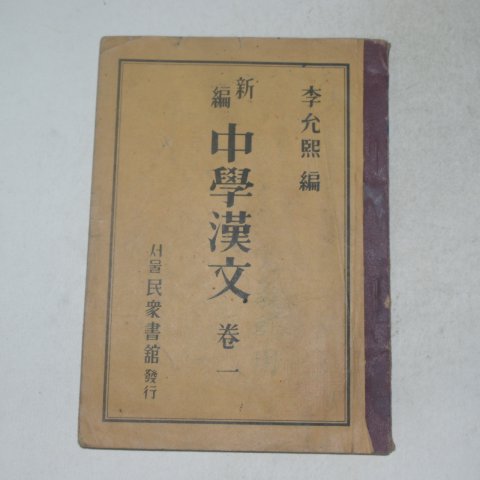 李允熙 編
新編
中學漢文 卷一
서울 民衆書館 發行